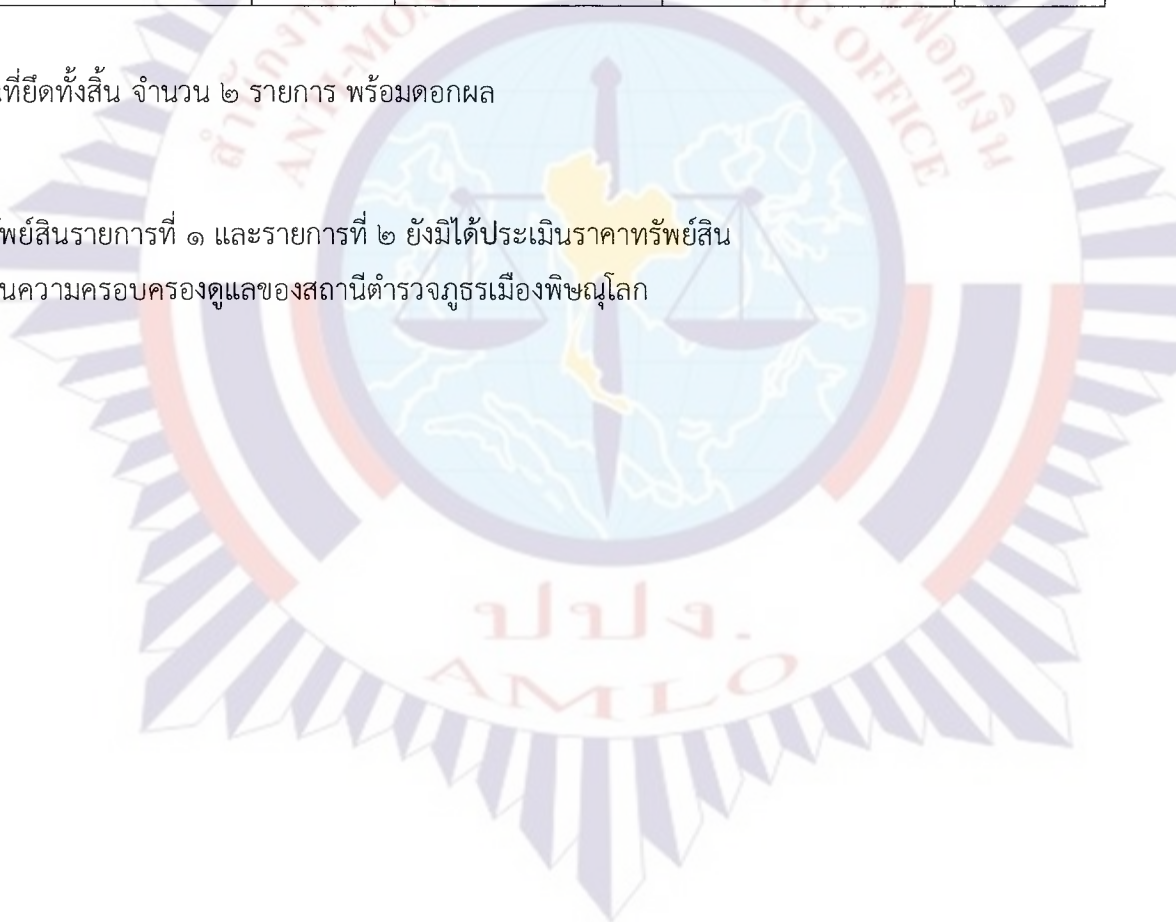 ที่ยึดทั้งสิ้น จำนวน ๒ รายการ พร้อมดอกผล
พย์สินรายการที่ ๑ และรายการที่ ๒ ยังมิได้ประเมินราคาทรัพย์สิน
นความครอบครองดูแลของสถานีตำรวจภูธรเมืองพิษณุโลก
ปปง.
AMLO